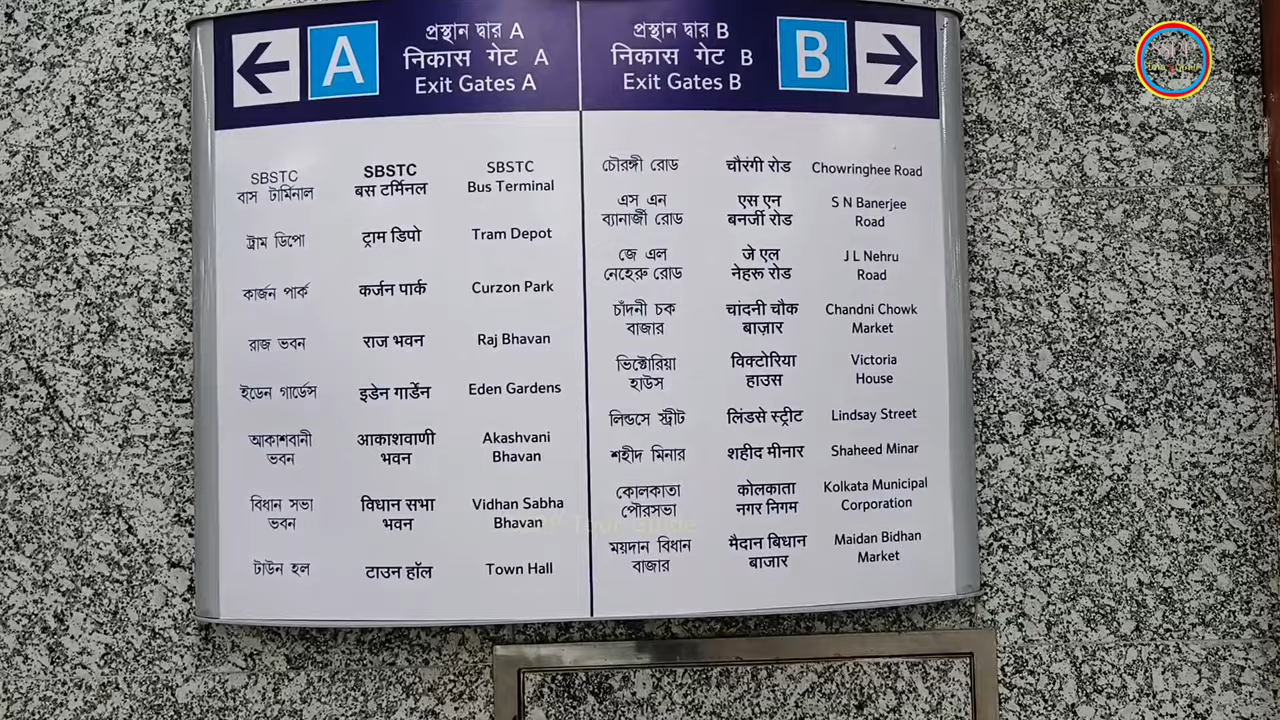 A
প্রস্থান দ্বার A
निकास गेट A
Exit Gates A
প্রস্থান দ্বার B
निकास गेट B
Exit Gates B
B
SBSTC
বাস টার্মিনাল
SBSTC
बस टर्मिनल
SBSTC
Bus Terminal
ট্রাম ডিপো
ट्राम डिपो
Tram Depot
কার্জন পার্ক
कर्जन पार्क
Curzon Park
রাজ ভবন
राज भवन
Raj Bhavan
ইডেন গার্ডেন্স
इडेन गार्डेन
Eden Gardens
আকাশবানী
ভবন
आकाशवाणी
भवन
Akashvani
Bhavan
বিধান সভা
ভবন
विधान सभा
भवन
Vidhan Sabha
Bhavan
টাউন হল
टाउन हॉल
Town Hall
চৌরঙ্গী রোড
चौरंगी रोड
Chowringhee Road
এস এন
ব্যানার্জী রোড
एस एन
बनर्जी रोड
S N Banerjee
Road
জে এল
নেহেরু রোড
जे एल
नेहरू रोड
J L Nehru
Road
চাঁদনী চক
বাজার
चांदनी चौक
बाज़ार
Chandni Chowk
Market
ভিক্টোরিয়া
হাউস
विक्टोरिया
हाउस
Victoria
House
লিন্ডসে স্ট্রীট
लिंडसे स्ट्रीट
Lindsay Street
শহীদ মিনার
शहीद मीनार
Shaheed Minar
কোলকাতা
পৌরসভা
कोलकाता
नगर निगम
Kolkata Municipal
Corporation
ময়দান বিধান
বাজার
मैदान बिधान
बाजार
Maidan Bidhan
Market